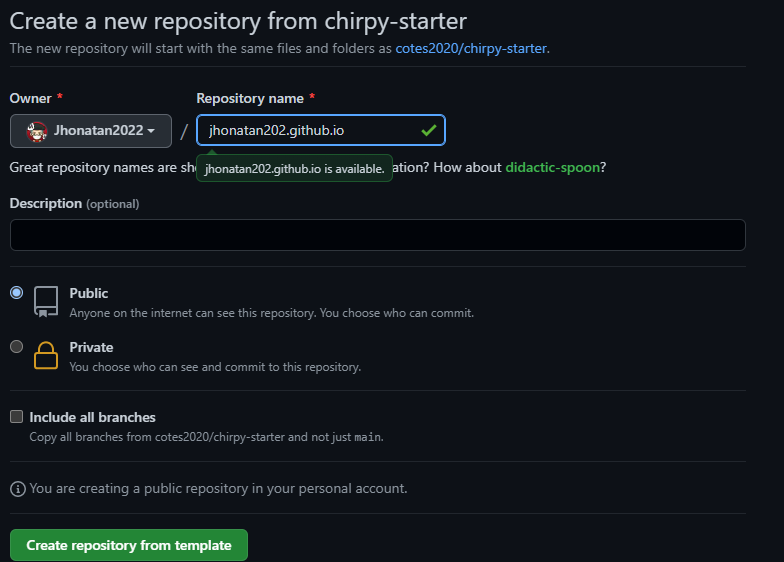 Create a new repository from chirpy-starter
The new repository will start with the same files and folders as cotes2020/chirpy-starter.
Owner *
Repository name *
Jhonatan2022
/
jhonatan202.github.io
Great repository names are sh
ation? How about didactic-spoon?
jhonatan202.github.io is available.
Description (optional)
Public
Anyone on the internet can see this repository. You choose who can commit.
Private
You choose who can see and commit to this repository.
Include all branches
Copy all branches from cotes2020/chirpy-starter and not just main.
You are creating a public repository in your personal account.
Create repository from template